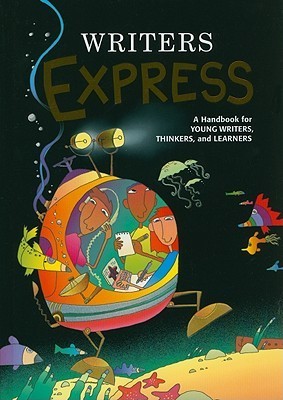 WRITERS
EXPRESS
A Handbook for
YOUNG WRITERS,
THINKERS, and LEARNERS